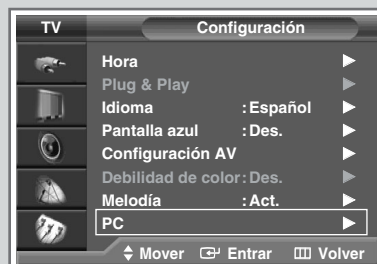 TV Configuración
Hora
Plug & Play
Idioma : Español
Pantalla azul : Des.
Configuración AV
Debilidad de color: Des.
Melodía : Act.
PC
Mover Entrar Volver